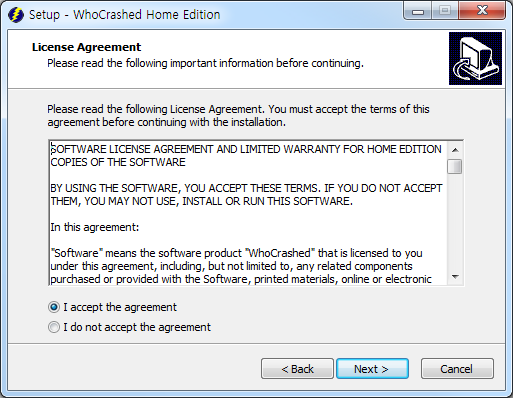 Setup - WhoCrashed Home Edition
License Agreement
Please read the following important information before continuing.
Please read the following License Agreement. You must accept the terms of this
agreement before continuing with the installation.
SOFTWARE LICENSE AGREEMENT AND LIMITED WARRANTY FOR HOME EDITION
COPIES OF THE SOFTWARE
BY USING THE SOFTWARE, YOU ACCEPT THESE TERMS. IF YOU DO NOT ACCEPT
THEM, YOU MAY NOT USE, INSTALL OR RUN THIS SOFTWARE.
In this agreement:
"Software" means the software product "WhoCrashed" that is licensed to you
under this agreement, including, but not limited to, any related components
purchased or provided with the Software, printed materials, online or electronic
I accept the agreement
I do not accept the agreement
< Back
Next >
Cancel